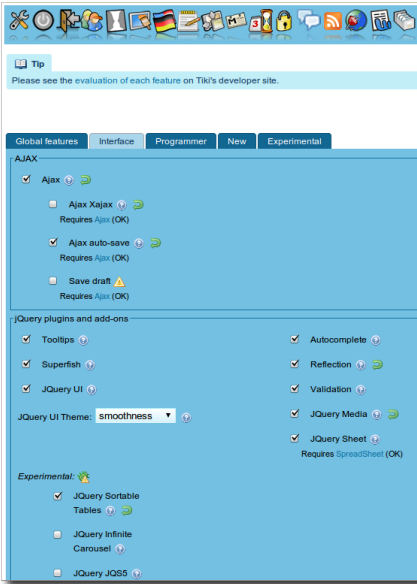 Tip
Please see the evaluation of each feature on Tiki's developer site.
Global features Interface Programmer New Experimental
AJAX
Ajax
Ajax Xajax
Requires Ajax (OK)
Ajax auto-save
Requires Ajax (OK)
Save draft
Requires Ajax (OK)
jQuery plugins and add-ons
Tooltips
Autocomplete
Superfish
Reflection
JQuery UI
Validation
JQuery UI Theme: smoothness
JQuery Media
JQuery Sheet
Requires SpreadSheet (OK)
Experimental:
JQuery Sortable
Tables
JQuery Infinite
Carousel
JQuery JQS5